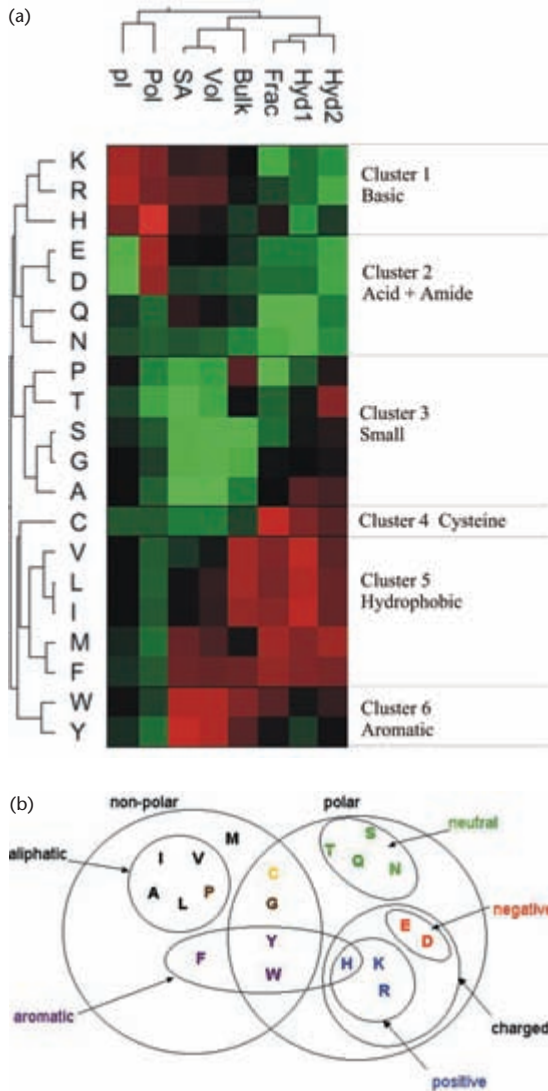 (a)
pI Pol SA Vol Bulk Frac Hyd1 Hyd2
K
R
H
Cluster 1
Basic
E
D
Q
N
Cluster 2
Acid + Amide
P
T
S
G
A
Cluster 3
Small
C
Cluster 4 Cysteine
V
L
I
M
F
Cluster 5
Hydrophobic
W
Y
Cluster 6
Aromatic
(b)
non-polar
polar
neutral
aliphatic
M
S
I V
T Q N
C
A L P
G
negative
E
D
Y
F
H K
W
R
aromatic
charged
positive